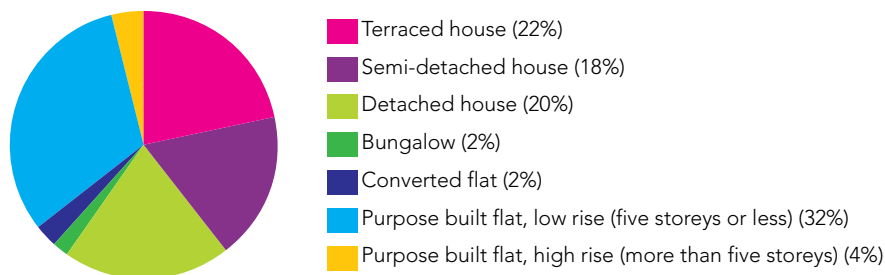 Terraced house (22%)
Semi-detached house (18%)
Detached house (20%)
Bungalow (2%)
Converted flat (2%)
Purpose built flat, low rise (five storeys or less) (32%)
Purpose built flat, high rise (more than five storeys) (4%)